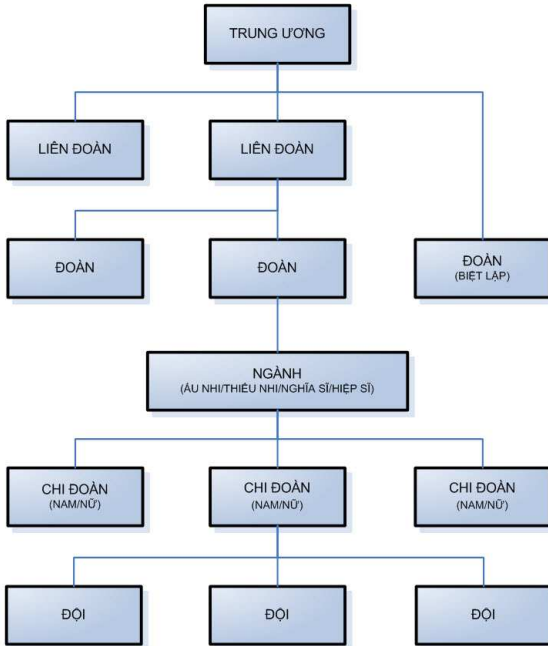 TRUNG ƯƠNG
LIÊN ĐOÀN
LIÊN ĐOÀN
ĐOÀN
ĐOÀN
ĐOÀN
(BIỆT LẬP)
NGÀNH
(ẤU NHI/THIẾU NHI/NGHĨA SĨ/HIỆP SĨ)
CHI ĐOÀN
(NAM/NỮ)
CHI ĐOÀN
(NAM/NỮ)
CHI ĐOÀN
(NAM/NỮ)
ĐỘI
ĐỘI
ĐỘI